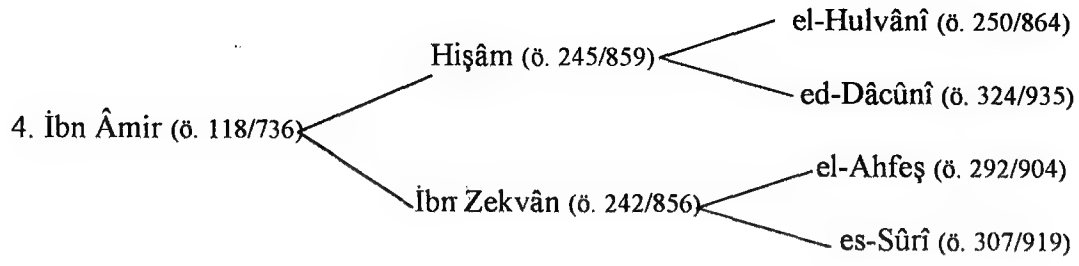 el-Hulvânî (ö. 250/864)
Hişâm (ö. 245/859)
ed-Dâcûnî (ö. 324/935)
4. İbn Âmir (ö. 118/736)
el-Ahfeş (ö. 292/904)
İbn Zekvân (ö. 242/856)
es-Sûrî (ö. 307/919)